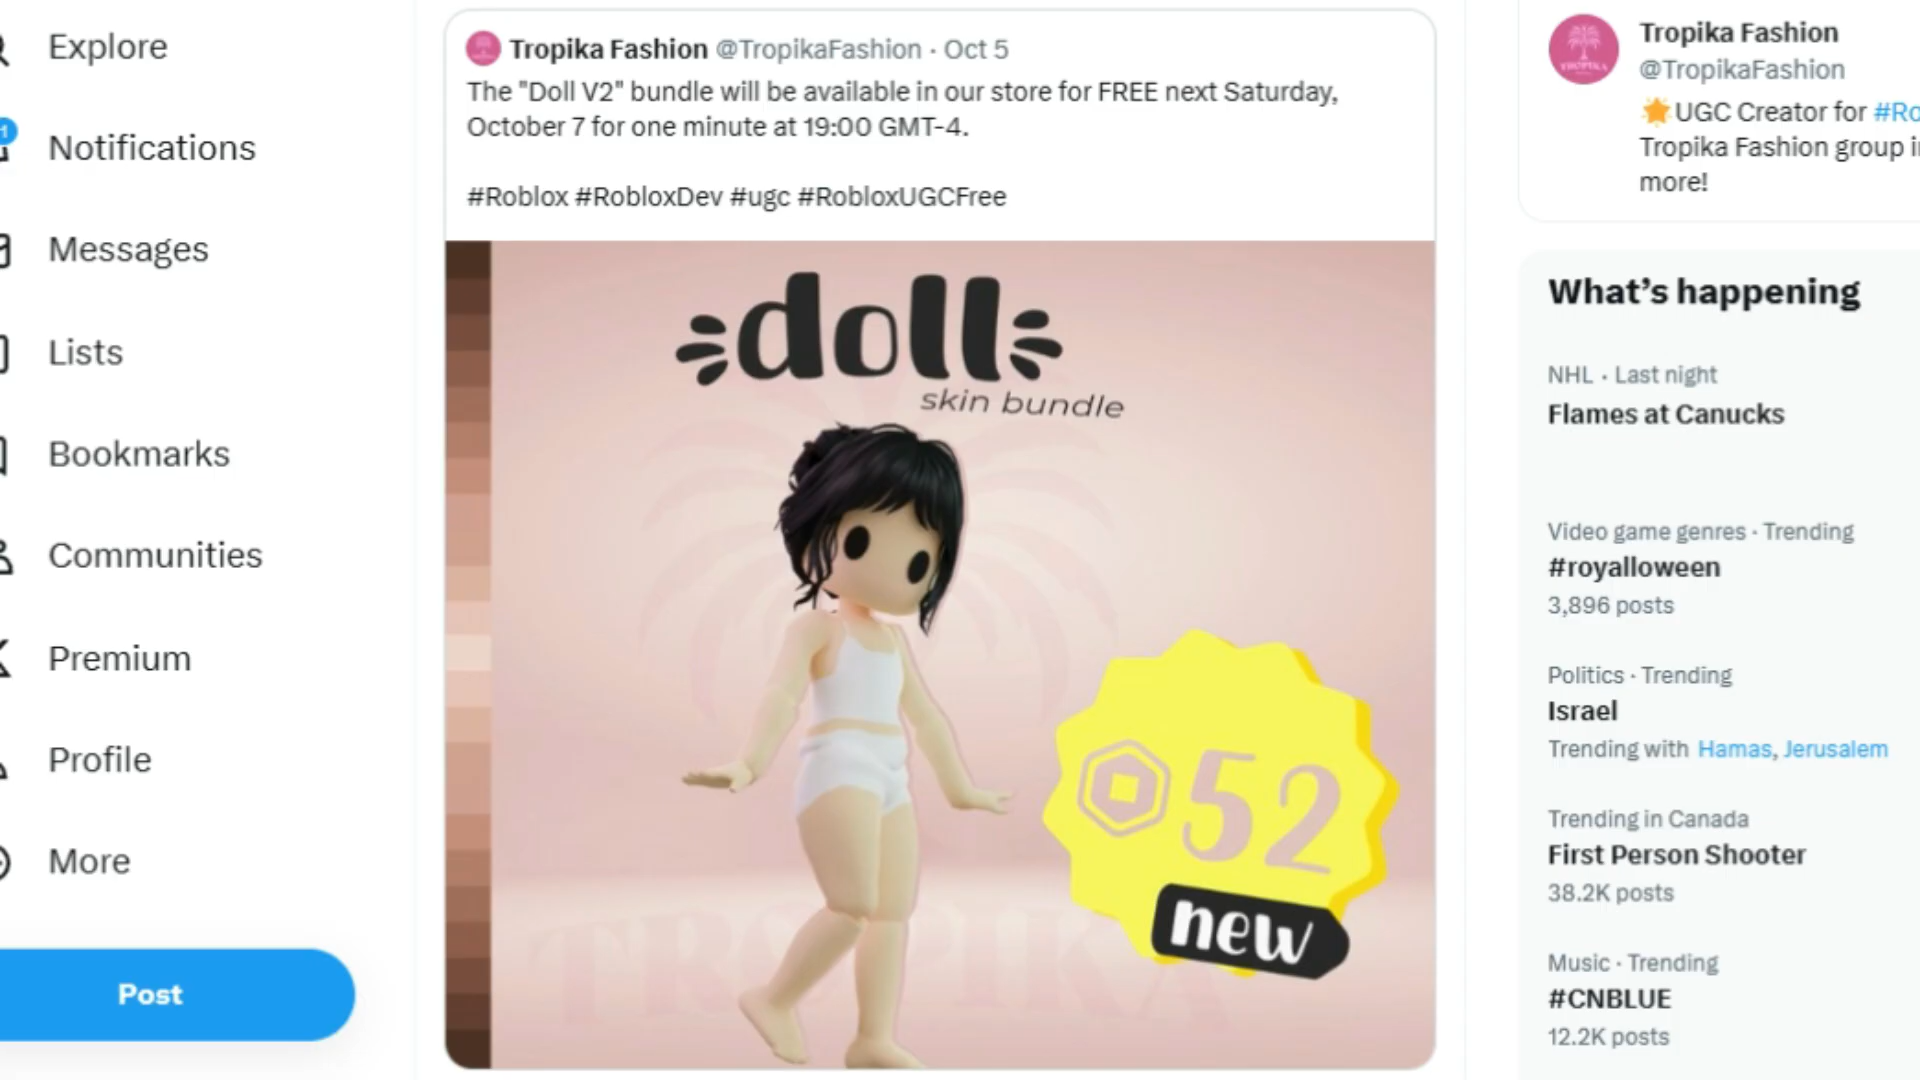 Explore
1
Notifications
Messages
Lists
Bookmarks
Communities
Premium
Profile
More
Post
Tropika Fashion @TropikaFashion · Oct 5
The "Doll V2" bundle will be available in our store for FREE next Saturday,
October 7 for one minute at 19:00 GMT-4.
#Roblox #RobloxDev #ugc #RobloxUGCFree
doll
skin bundle
52
new
TROPIKA
Tropika Fashion
@TropikaFashion
🌟UGC Creator for #Ro
Tropika Fashion group i
more!
What's happening
NHL · Last night
Flames at Canucks
Video game genres · Trending
#royalloween
3,896 posts
Politics · Trending
Israel
Trending with Hamas, Jerusalem
Trending in Canada
First Person Shooter
38.2K posts
Music · Trending
#CNBLUE
12.2K posts